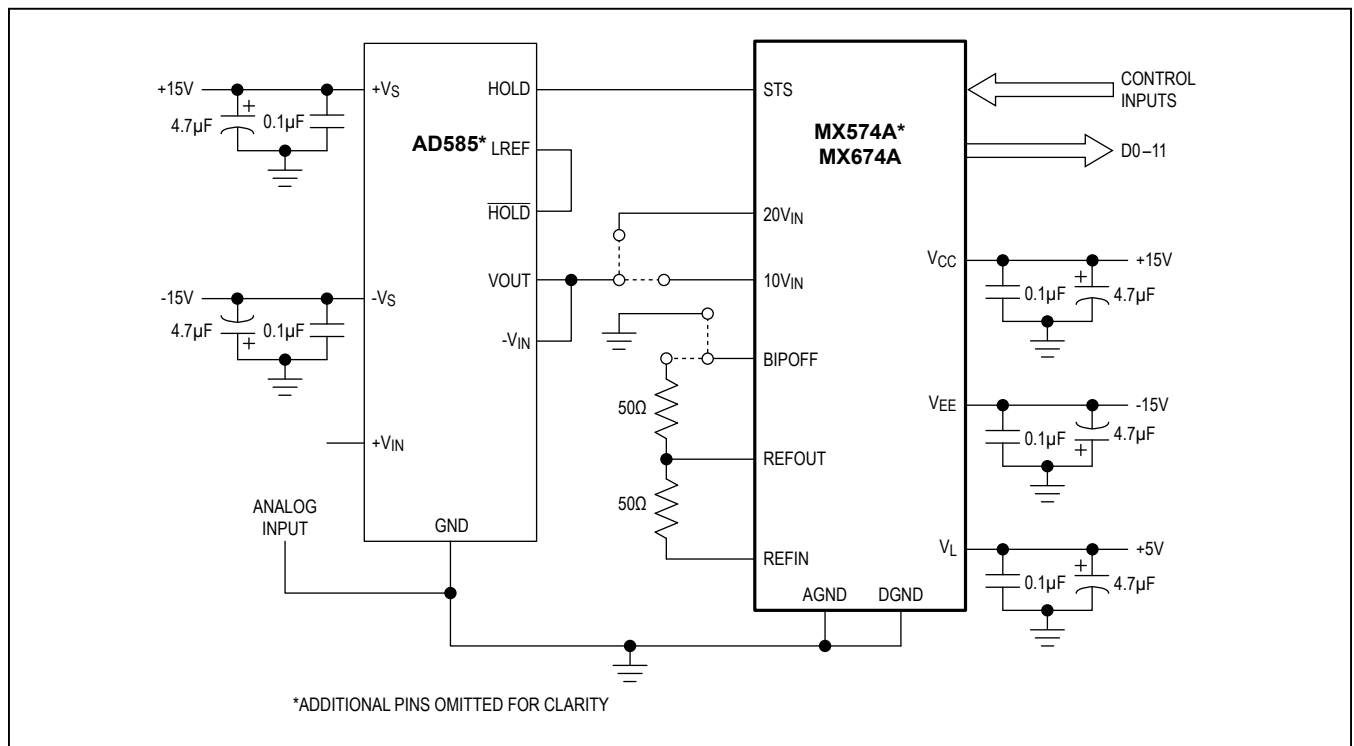 +15V
+
4.7µF
0.1µF
-15V
4.7µF
+
0.1µF
+VS
HOLD
AD585*
LREF
HOLD
VOUT
-VS
-VIN
+VIN
GND
ANALOG
INPUT
50Ω
50Ω
STS
MX574A*
MX674A
20VIN
10VIN
BIPOFF
REFOUT
REFIN
AGND
DGND
VCC
VEE
VL
CONTROL
INPUTS
D0–11
+15V
0.1µF
+
4.7µF
-15V
0.1µF
4.7µF
+
+5V
0.1µF
+
4.7µF
*ADDITIONAL PINS OMITTED FOR CLARITY